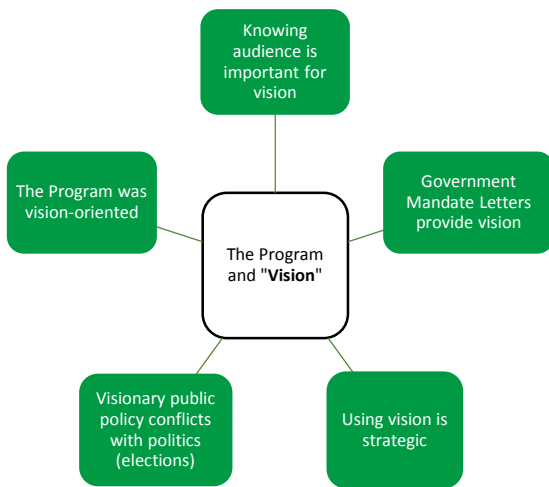 Knowing
audience is
important for
vision
The Program was
vision-oriented
Government
Mandate Letters
provide vision
The Program
and "Vision"
Visionary public
policy conflicts
with politics
(elections)
Using vision is
strategic